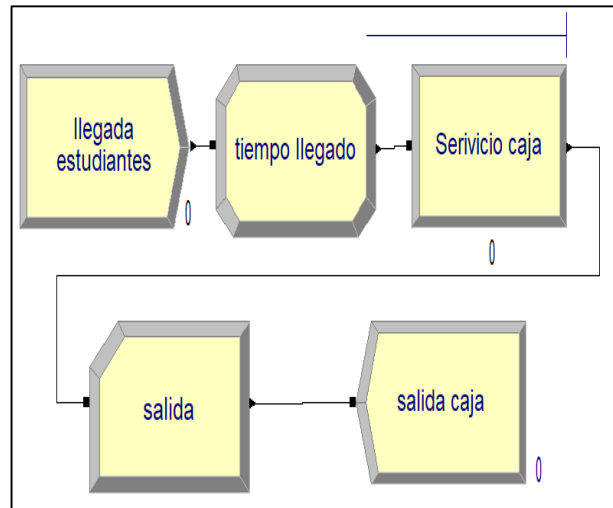 llegada
estudiantes
0
tiempo llegado
Serivicio caja
0
salida
salida caja
0